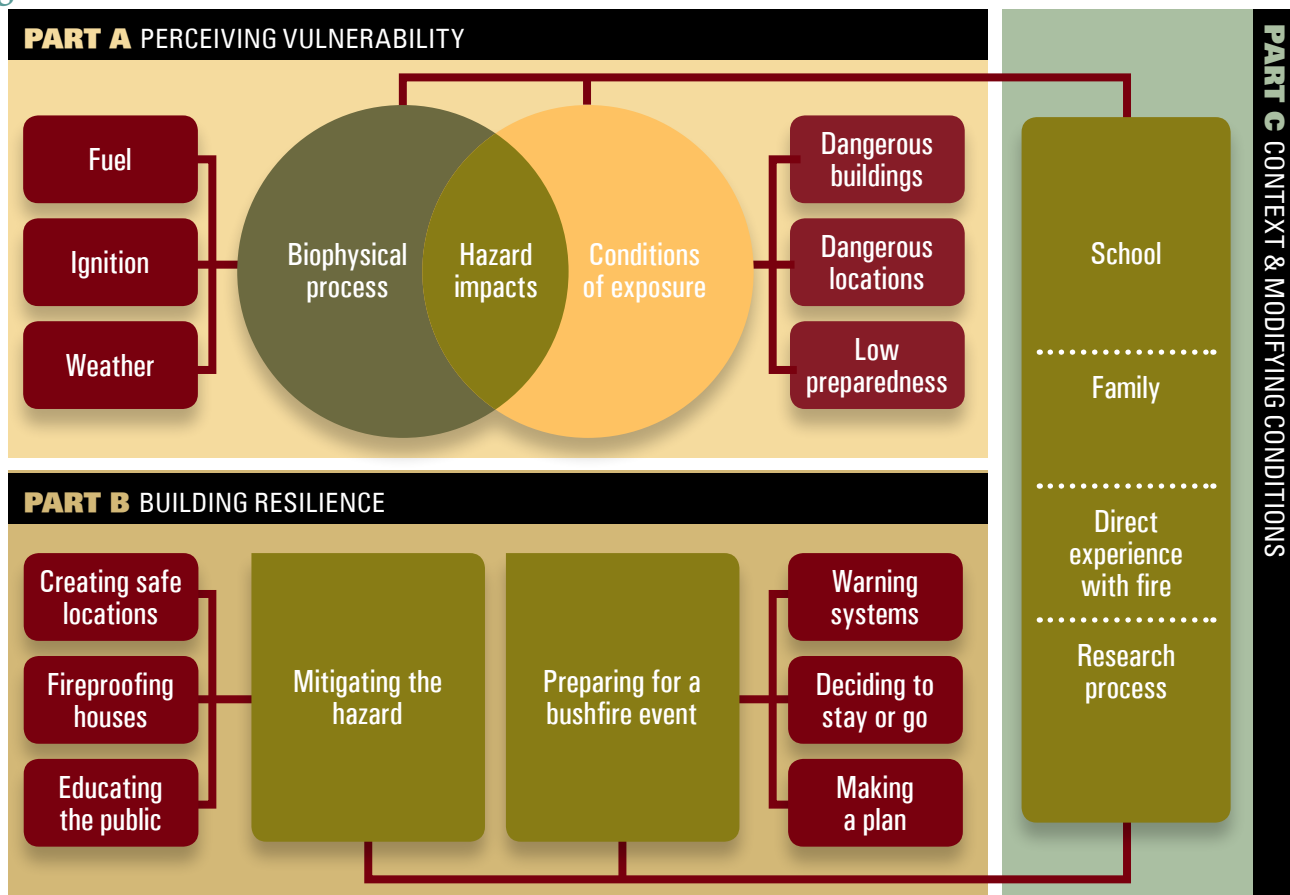 PART A PERCEIVING VULNERABILITY
Fuel
Ignition
Weather
Biophysical
process
Hazard
impacts
Conditions
of exposure
Dangerous
buildings
Dangerous
locations
Low
preparedness
PART B BUILDING RESILIENCE
Creating safe
locations
Fireproofing
houses
Educating
the public
Mitigating the
hazard
Preparing for a
bushfire event
Warning
systems
Deciding to
stay or go
Making
a plan
PART C CONTEXT & MODIFYING CONDITIONS
School
Family
Direct
experience
with fire
Research
process